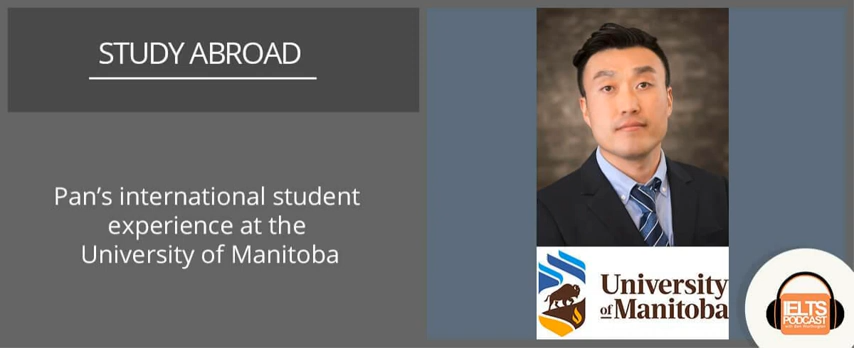 STUDY ABROAD
Pan’s international student
experience at the
University of Manitoba
University
of Manitoba
IELTS
PODCAST